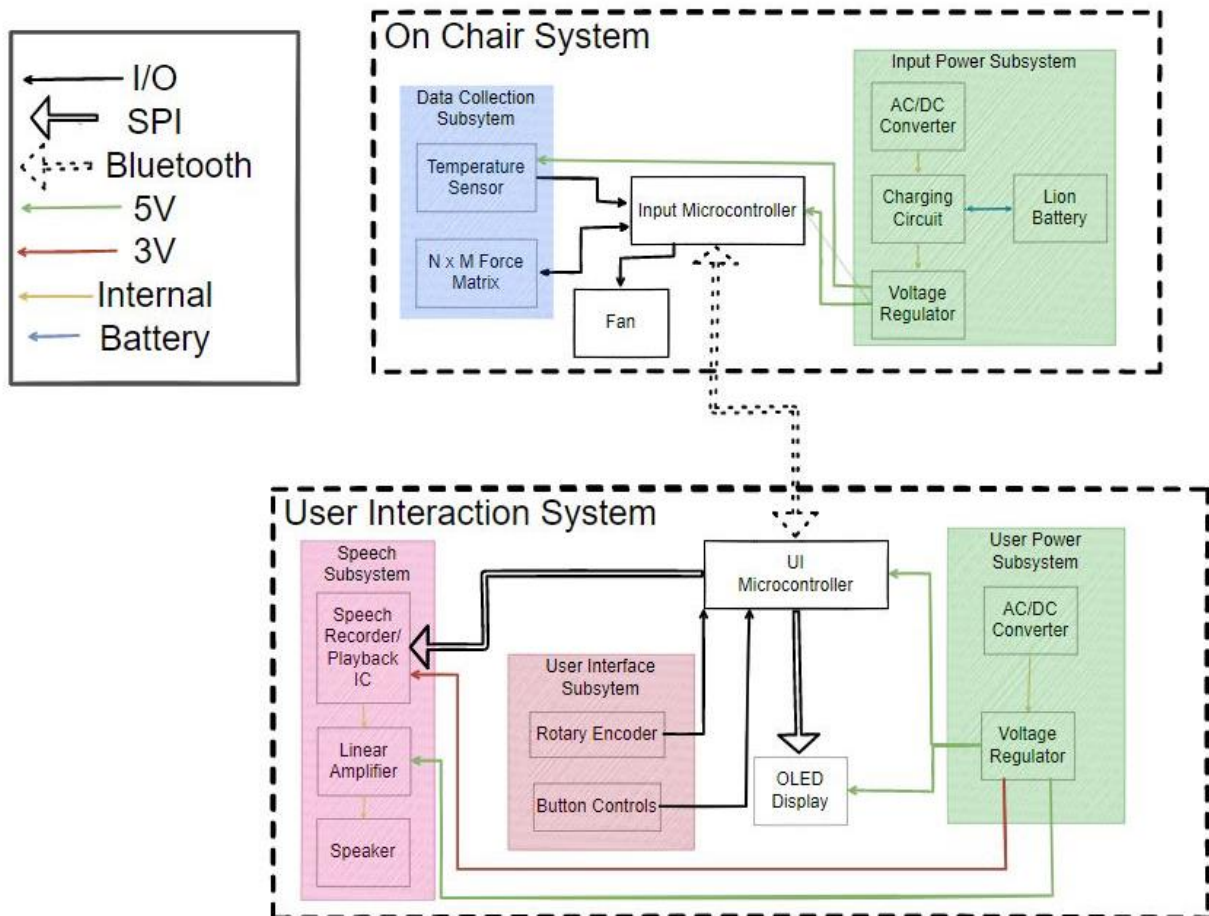 I/O
SPI
Bluetooth
5V
3V
Internal
Battery
On Chair System
Data Collection
Subsytem
Temperature
Sensor
N x M Force
Matrix
Input Microcontroller
Fan
Input Power Subsystem
AC/DC
Converter
Charging
Circuit
Lion
Battery
Voltage
Regulator
User Interaction System
Speech
Subsystem
Speech
Recorder/
Playback
IC
Linear
Amplifier
Speaker
User Interface
Subsytem
Rotary Encoder
Button Controls
UI
Microcontroller
OLED
Display
User Power
Subsystem
AC/DC
Converter
Voltage
Regulator